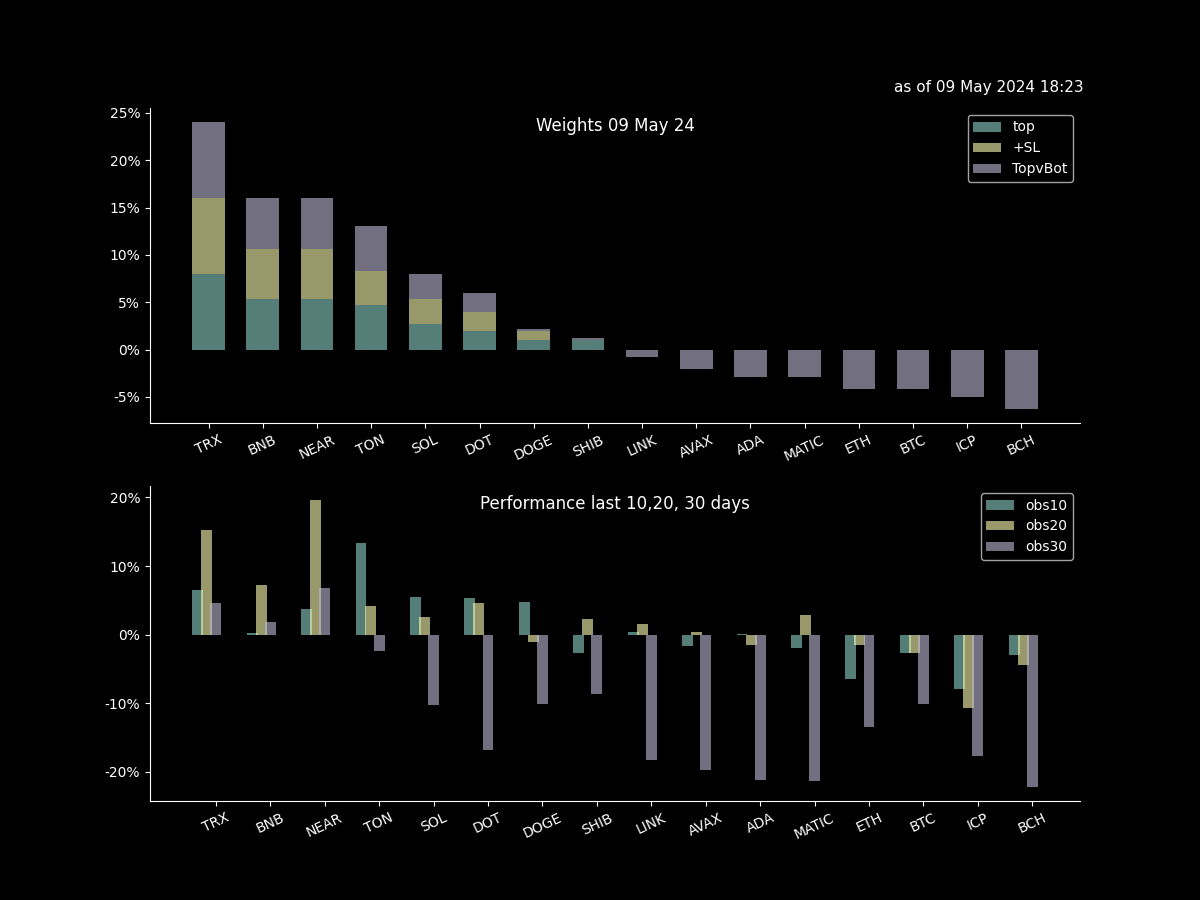 as of 09 May 2024 18:23
Weights 09 May 24
top
+SL
TopvBot
25%
20%
15%
10%
5%
0%
-5%
TRX BNB NEAR TON SOL DOT DOGE SHIB LINK AVAX ADA MATIC ETH BTC ICP BCH
Performance last 10,20, 30 days
obs10
obs20
obs30
20%
10%
0%
-10%
-20%
TRX BNB NEAR TON SOL DOT DOGE SHIB LINK AVAX ADA MATIC ETH BTC ICP BCH